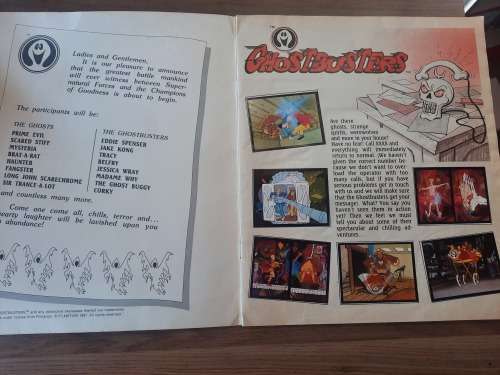 Ladies and Gentlemen,
It is our pleasure to announce
that the greatest battle mankind
will ever witness between Super-
natural Forces and the Champions
of Goodness is about to begin.
The participants will be:
THE GHOSTS
PRIME EVIL
SCARED STIFF
MYSTERIA
BRAT-A-RAT
HAUNTER
FANGSTER
LONG JOHN SCARECHROME
SIR TRANCE-A-LOT
THE GHOSTBUSTERS
EDDIE SPENSER
JAKE KONG
TRACY
BELFRY
JESSICA WRAY
MADAME WHY
THE GHOST BUGGY
CORKY
and countless many more.
Come one come all, chills, terror and...
laughter will be lavished upon you
abundance!
GHOSTBUSTERS
Are there
ghosts, strange
spirits, werewolves
and more in your house?
Have no fear! Call XXXX and
everything will immediately
return to normal. (We haven't
given the correct number be-
cause we don't want to over-
load the operator with too
many calls, but if you have
serious problems get in touch
with us and we will make sure
that the Ghostbusters get your
message. What? You say you
haven't seen them in action
yet? Then we feel we must
tell you about some of their
spectacular and chilling ad-
ventures...